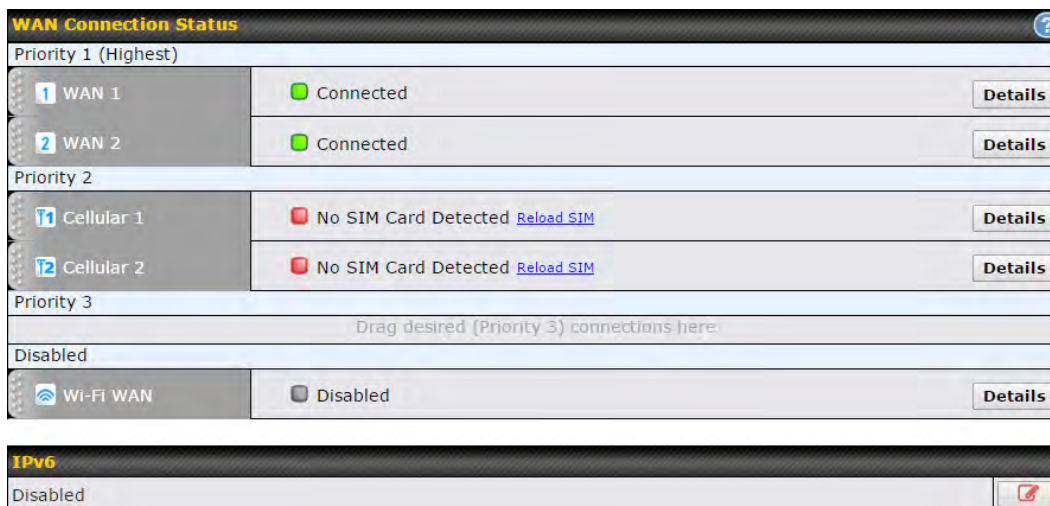 WAN Connection Status
Priority 1 (Highest)
1 WAN 1 Connected Details
2 WAN 2 Connected Details
Priority 2
1 Cellular 1 No SIM Card Detected Reload SIM Details
2 Cellular 2 No SIM Card Detected Reload SIM Details
Priority 3
Drag desired (Priority 3) connections here
Disabled
Wi-Fi WAN Disabled Details
IPv6
Disabled